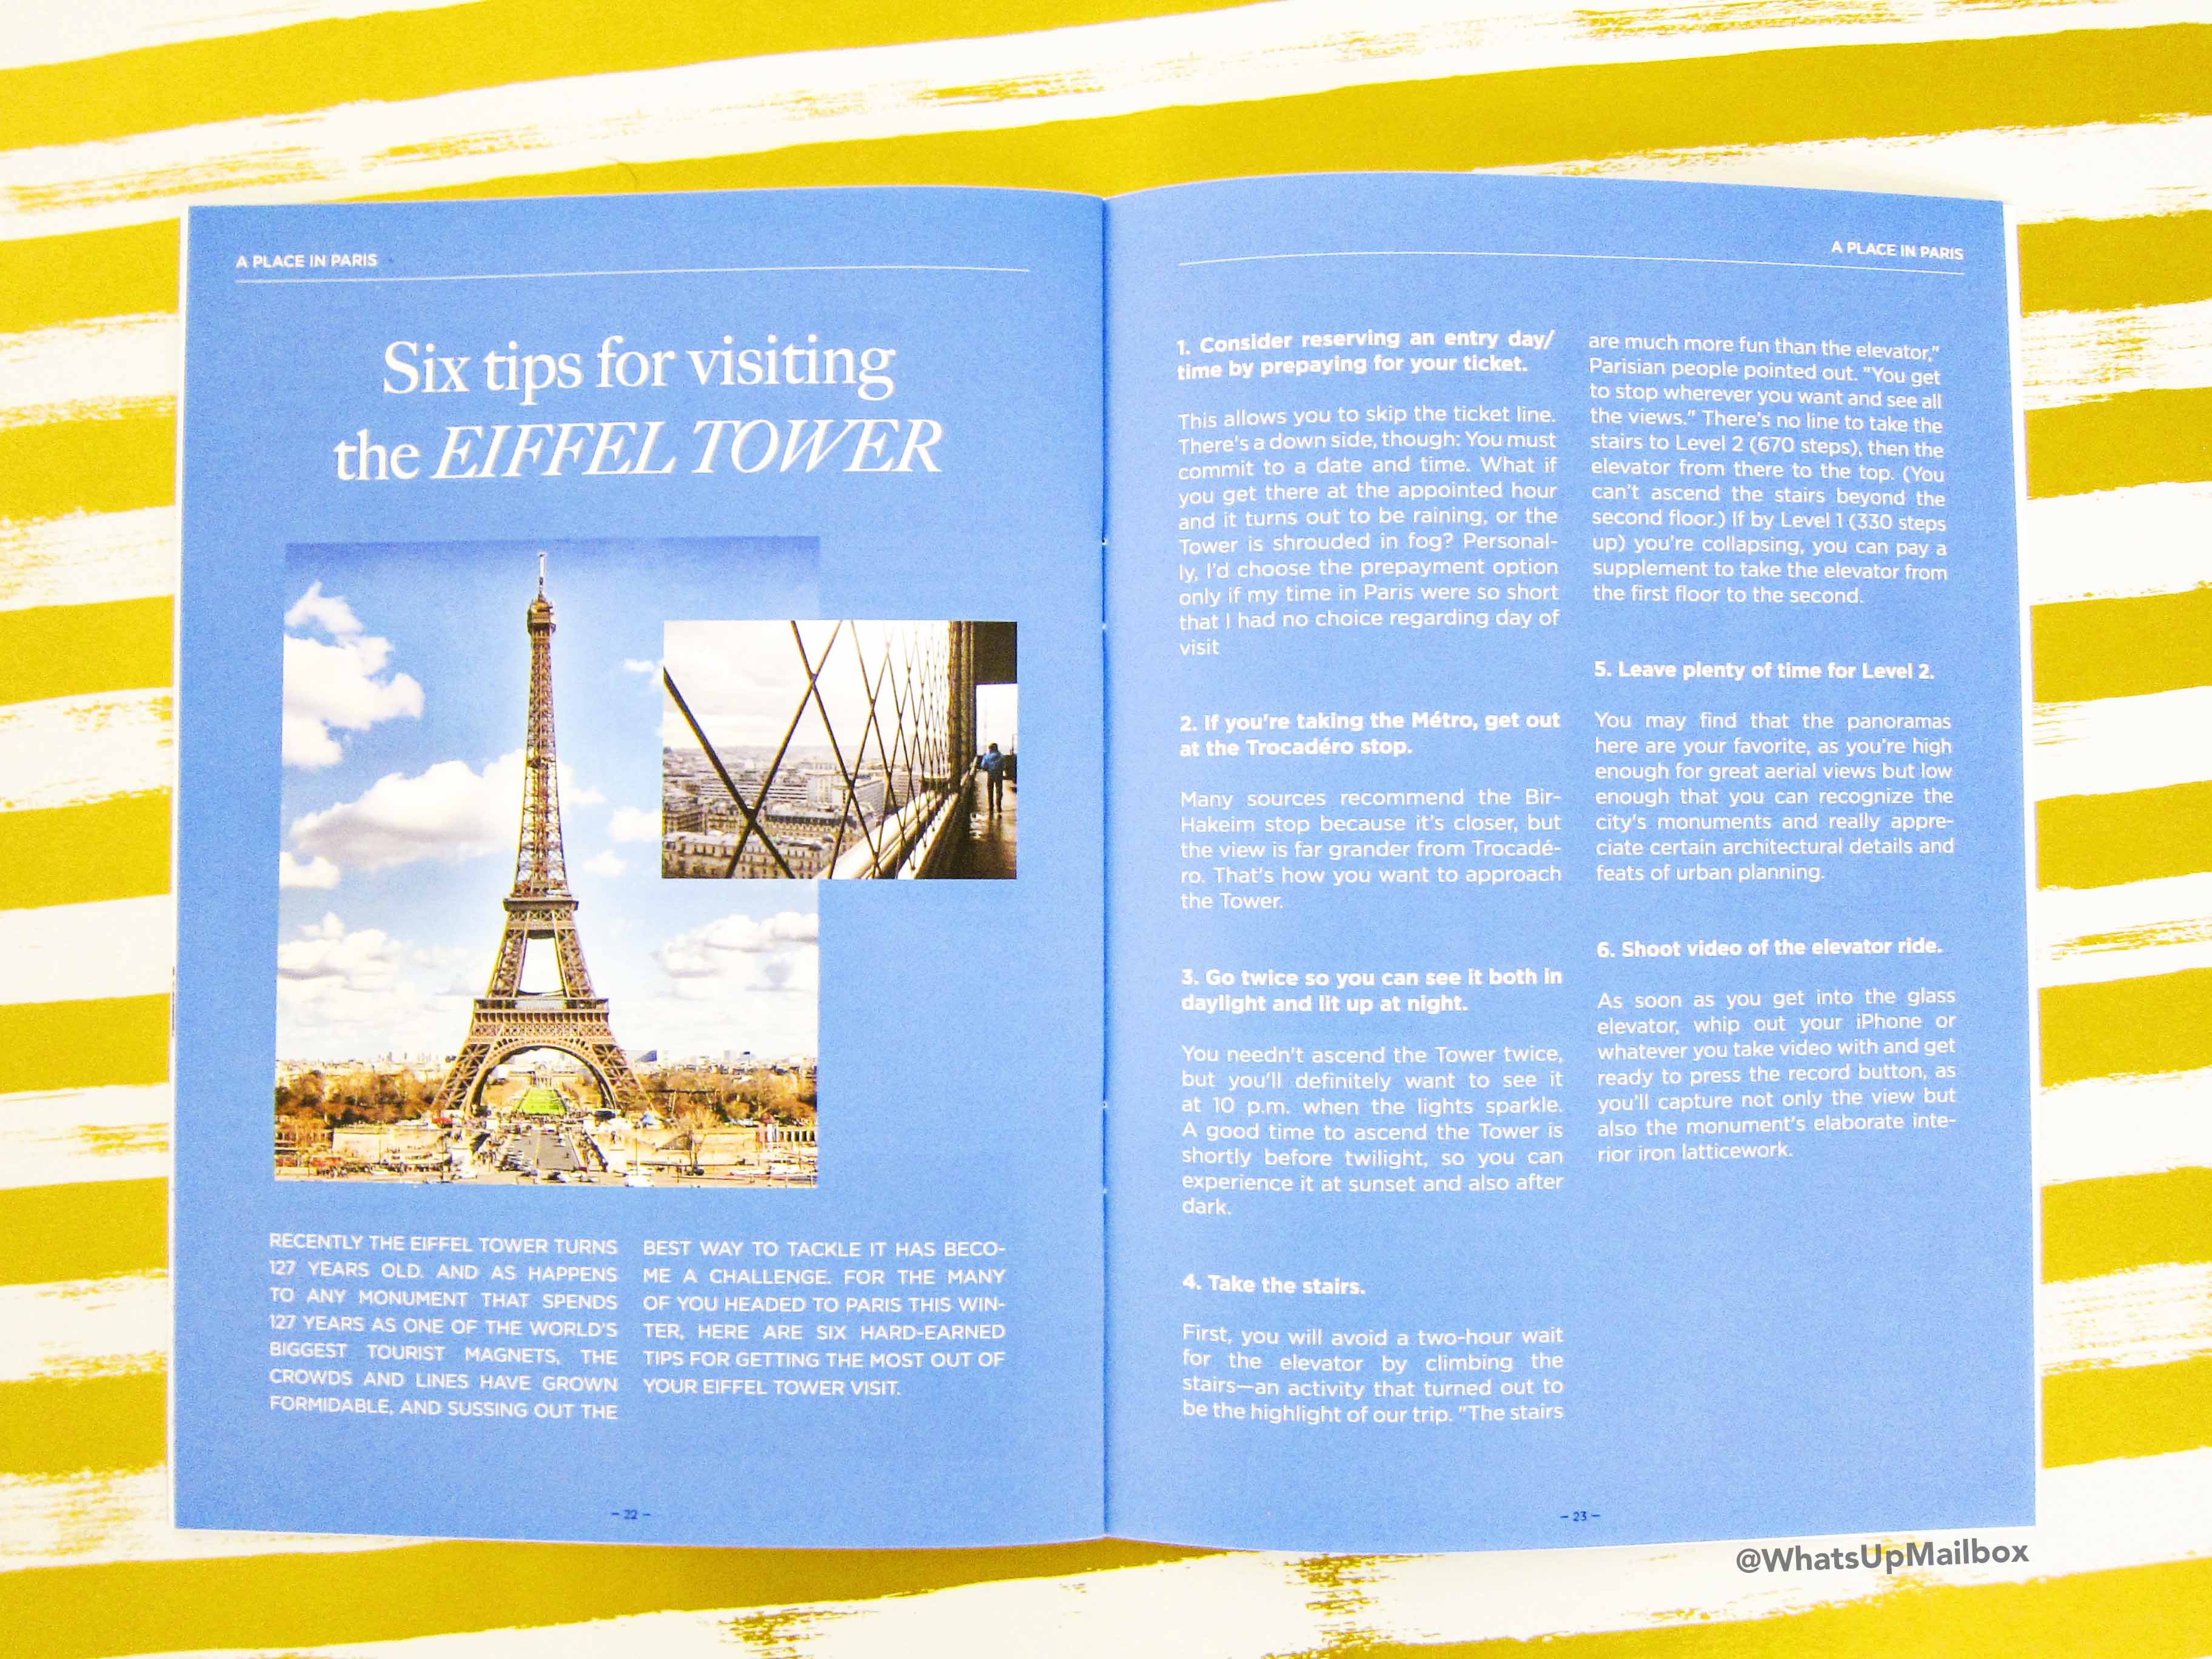 A PLACE IN PARIS
Six tips for visiting
the EIFFEL TOWER
RECENTLY THE EIFFEL TOWER TURNS
127 YEARS OLD. AND AS HAPPENS
TO ANY MONUMENT THAT SPENDS
127 YEARS AS ONE OF THE WORLD'S
BIGGEST TOURIST MAGNETS, THE
CROWDS AND LINES HAVE GROWN
FORMIDABLE, AND SUSSING OUT THE
BEST WAY TO TACKLE IT HAS BECO-
ME A CHALLENGE. FOR THE MANY
OF YOU HEADED TO PARIS THIS WIN-
TER, HERE ARE SIX HARD-EARNED
TIPS FOR GETTING THE MOST OUT OF
YOUR EIFFEL TOWER VISIT.
– 22 –
A PLACE IN PARIS
1. Consider reserving an entry day/
time by prepaying for your ticket.
This allows you to skip the ticket line.
There's a down side, though: You must
commit to a date and time. What if
you get there at the appointed hour
and it turns out to be raining, or the
Tower is shrouded in fog? Personal-
ly, I'd choose the prepayment option
only if my time in Paris were so short
that I had no choice regarding day of
visit
2. If you're taking the Métro, get out
at the Trocadéro stop.
Many sources recommend the Bir-
Hakeim stop because it's closer, but
the view is far grander from Trocadé-
ro. That's how you want to approach
the Tower.
3. Go twice so you can see it both in
daylight and lit up at night.
You needn't ascend the Tower twice,
but you'll definitely want to see it
at 10 p.m. when the lights sparkle.
A good time to ascend the Tower is
shortly before twilight, so you can
experience it at sunset and also after
dark.
4. Take the stairs.
First, you will avoid a two-hour wait
for the elevator by climbing the
stairs—an activity that turned out to
be the highlight of our trip. "The stairs
are much more fun than the elevator,"
Parisian people pointed out. "You get
to stop wherever you want and see all
the views." There's no line to take the
stairs to Level 2 (670 steps), then the
elevator from there to the top. (You
can't ascend the stairs beyond the
second floor.) If by Level 1 (330 steps
up) you're collapsing, you can pay a
supplement to take the elevator from
the first floor to the second.
5. Leave plenty of time for Level 2.
You may find that the panoramas
here are your favorite, as you're high
enough for great aerial views but low
enough that you can recognize the
city's monuments and really appre-
ciate certain architectural details and
feats of urban planning.
6. Shoot video of the elevator ride.
As soon as you get into the glass
elevator, whip out your iPhone or
whatever you take video with and get
ready to press the record button, as
you'll capture not only the view but
also the monument's elaborate inte-
rior iron latticework.
– 23 –
@WhatsUpMailbox